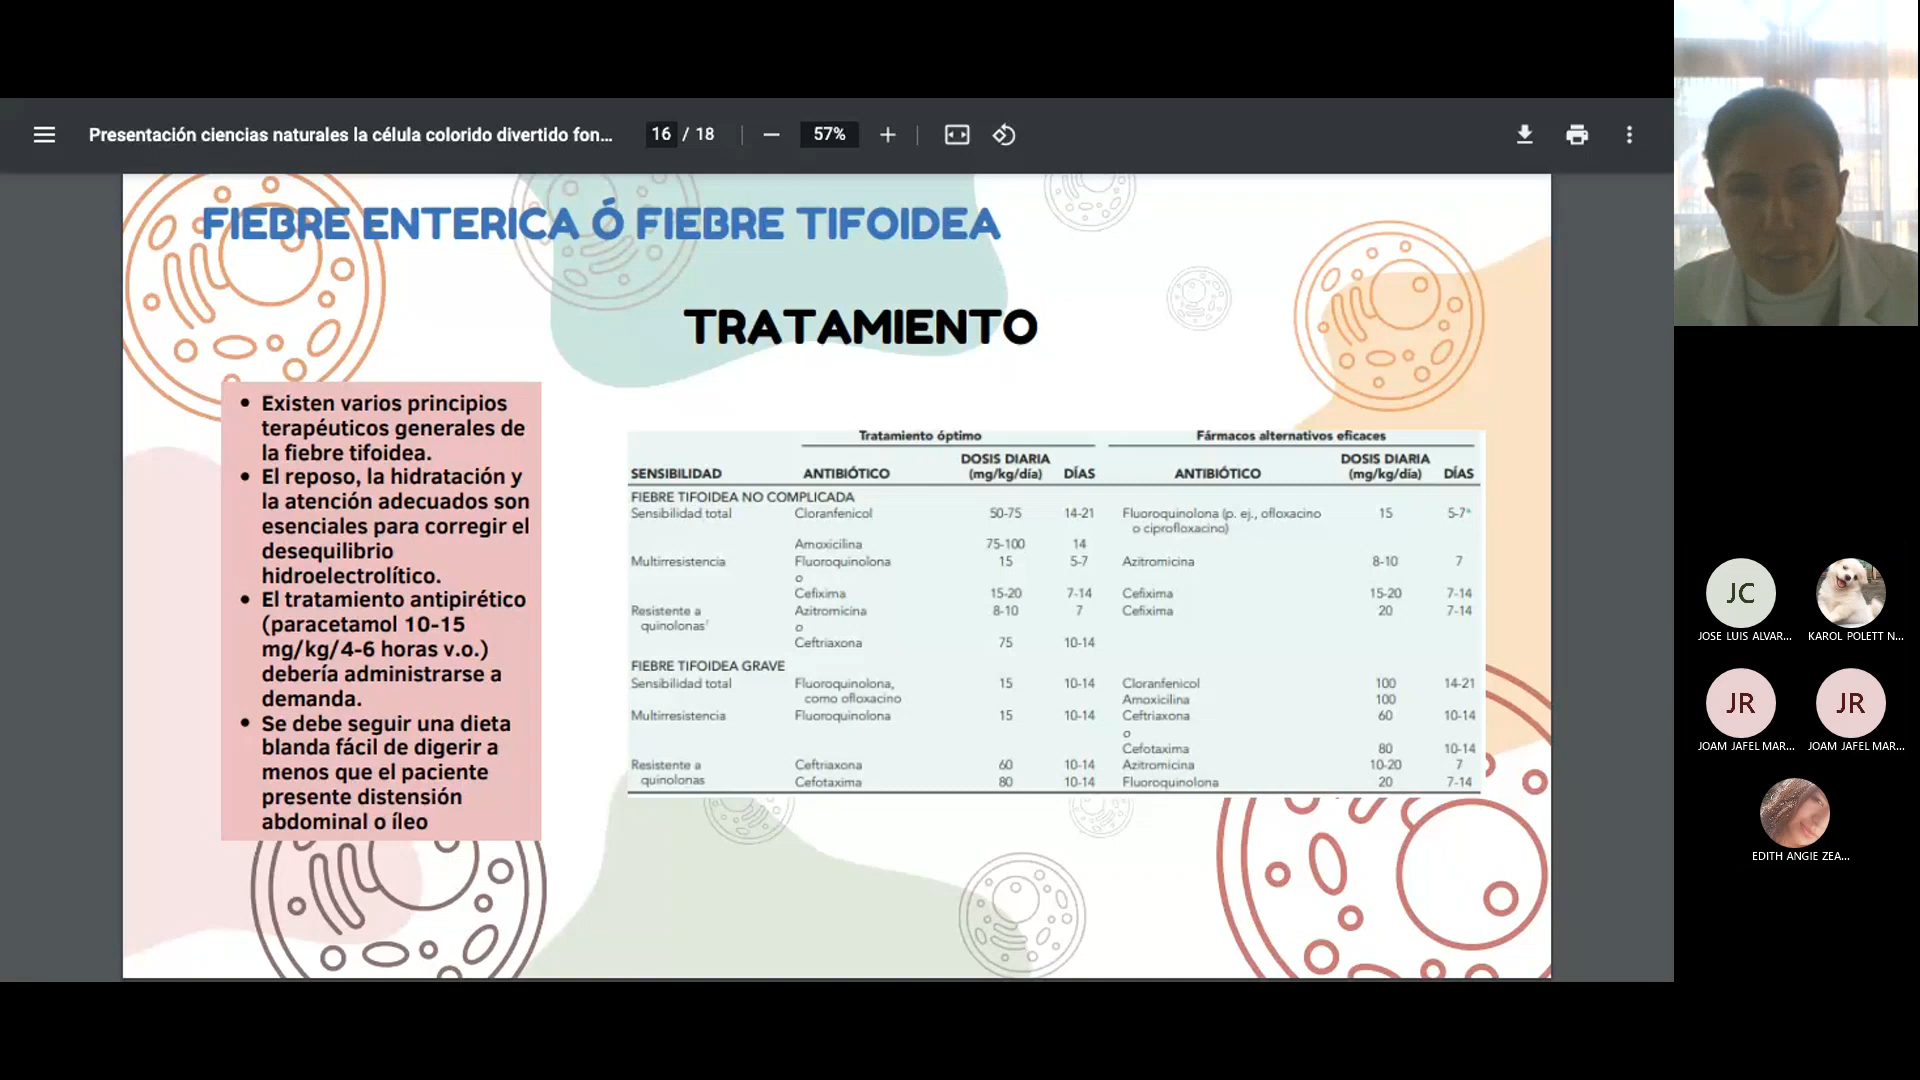 Presentación ciencias naturales la célula colorido divertido fon...
16 / 18
57%
FIEBRE ENTERICA Ó FIEBRE TIFOIDEA
TRATAMIENTO
• Existen varios principios
terapéuticos generales de
la fiebre tifoidea.
• El reposo, la hidratación y
la atención adecuados son
esenciales para corregir el
desequilibrio
hidroelectrolítico.
• El tratamiento antipirético
(paracetamol 10-15
mg/kg/4-6 horas v.o.)
debería administrarse a
demanda.
• Se debe seguir una dieta
blanda fácil de digerir a
menos que el paciente
presente distensión
abdominal o íleo
Tratamiento óptimo Fármacos alternativos eficaces
DOSIS DIARIA DOSIS DIARIA
SENSIBILIDAD ANTIBIÓTICO (mg/kg/día) DÍAS ANTIBIÓTICO (mg/kg/día) DÍAS
FIEBRE TIFOIDEA NO COMPLICADA
Sensibilidad total Cloranfenicol 50-75 14-21 Fluoroquinolona (p. ej., ofloxacino 15 5-7*
o ciprofloxacino)
Amoxicilina 75-100 14
Multirresistencia Fluoroquinolona 15 5-7 Azitromicina 8-10 7
o
Cefixima 15-20 7-14 Cefixima 15-20 7-14
Resistente a Azitromicina 8-10 7 Cefixima 20 7-14
quinolonas† o
Ceftriaxona 75 10-14
FIEBRE TIFOIDEA GRAVE
Sensibilidad total Fluoroquinolona, 15 10-14 Cloranfenicol 100 14-21
como ofloxacino Amoxicilina 100
Multirresistencia Fluoroquinolona 15 10-14 Ceftriaxona 60 10-14
o
Cefotaxima 80 10-14
Resistente a Ceftriaxona 60 10-14 Azitromicina 10-20 7
quinolonas Cefotaxima 80 10-14 Fluoroquinolona 20 7-14
JC
JOSE LUIS ALVAR... KAROL POLETT N...
JR JR
JOAM JAFEL MAR... JOAM JAFEL MAR...
EDITH ANGIE ZEA...